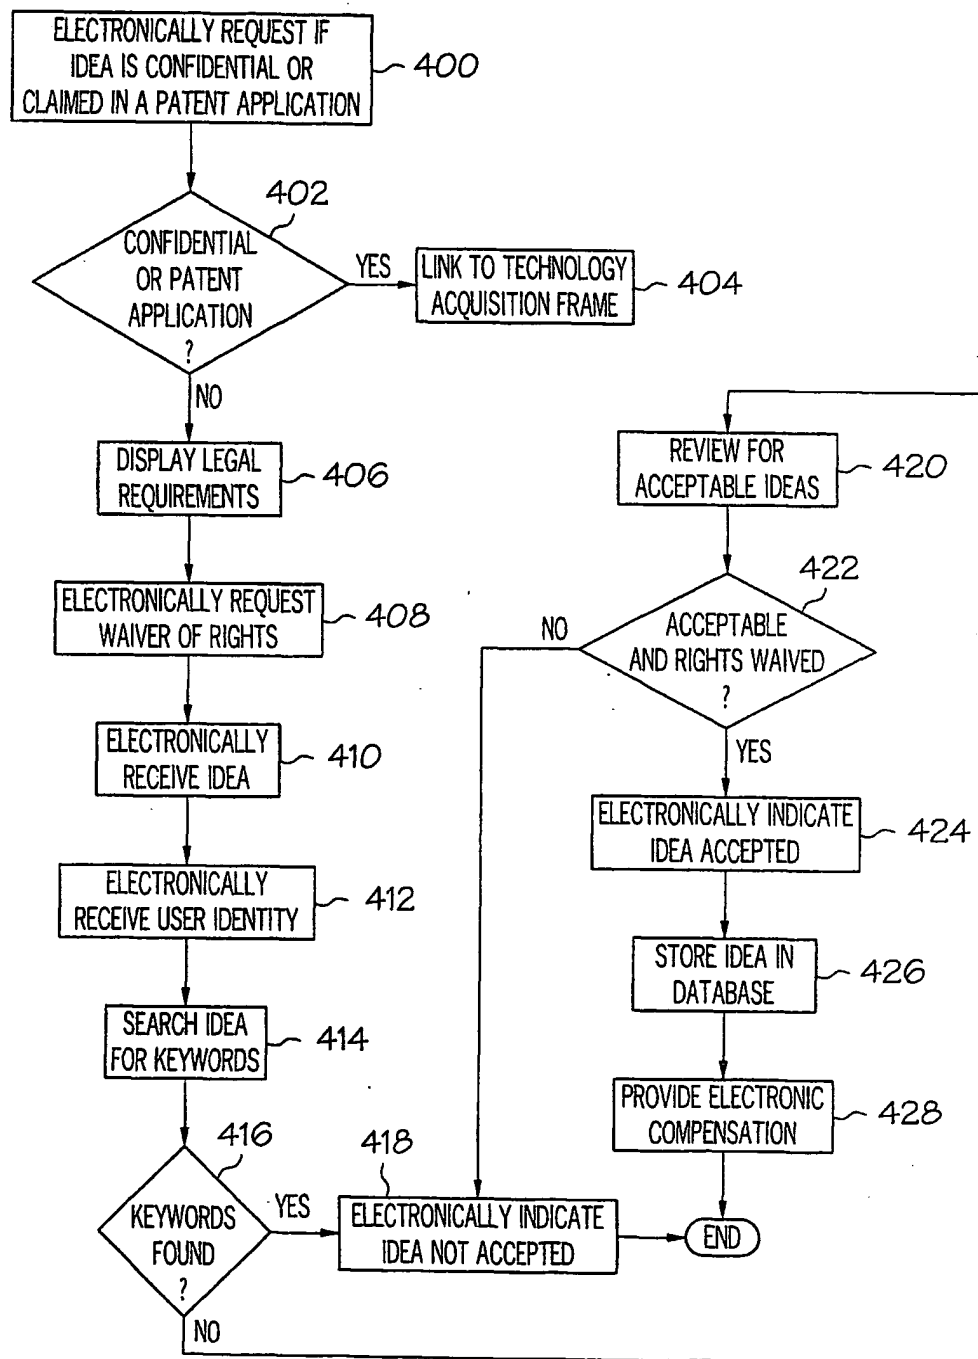 ELECTRONICALLY REQUEST IF
IDEA IS CONFIDENTIAL OR
CLAIMED IN A PATENT APPLICATION
400
402
CONFIDENTIAL
OR PATENT
APPLICATION
?
YES
LINK TO TECHNOLOGY
ACQUISITION FRAME
404
NO
DISPLAY LEGAL
REQUIREMENTS
406
ELECTRONICALLY REQUEST
WAIVER OF RIGHTS
408
ELECTRONICALLY
RECEIVE IDEA
410
ELECTRONICALLY
RECEIVE USER IDENTITY
412
SEARCH IDEA
FOR KEYWORDS
414
416
KEYWORDS
FOUND
?
YES
NO
418
ELECTRONICALLY INDICATE
IDEA NOT ACCEPTED
END
REVIEW FOR
ACCEPTABLE IDEAS
420
422
ACCEPTABLE
AND RIGHTS WAIVED
?
NO
YES
ELECTRONICALLY INDICATE
IDEA ACCEPTED
424
STORE IDEA IN
DATABASE
426
PROVIDE ELECTRONIC
COMPENSATION
428